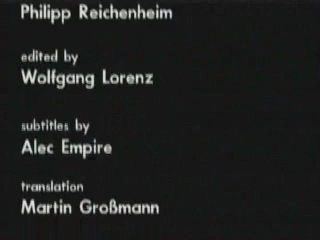 Philipp Reichenheim
edited by
Wolfgang Lorenz
subtitles by
Alec Empire
translation
Martin Großmann